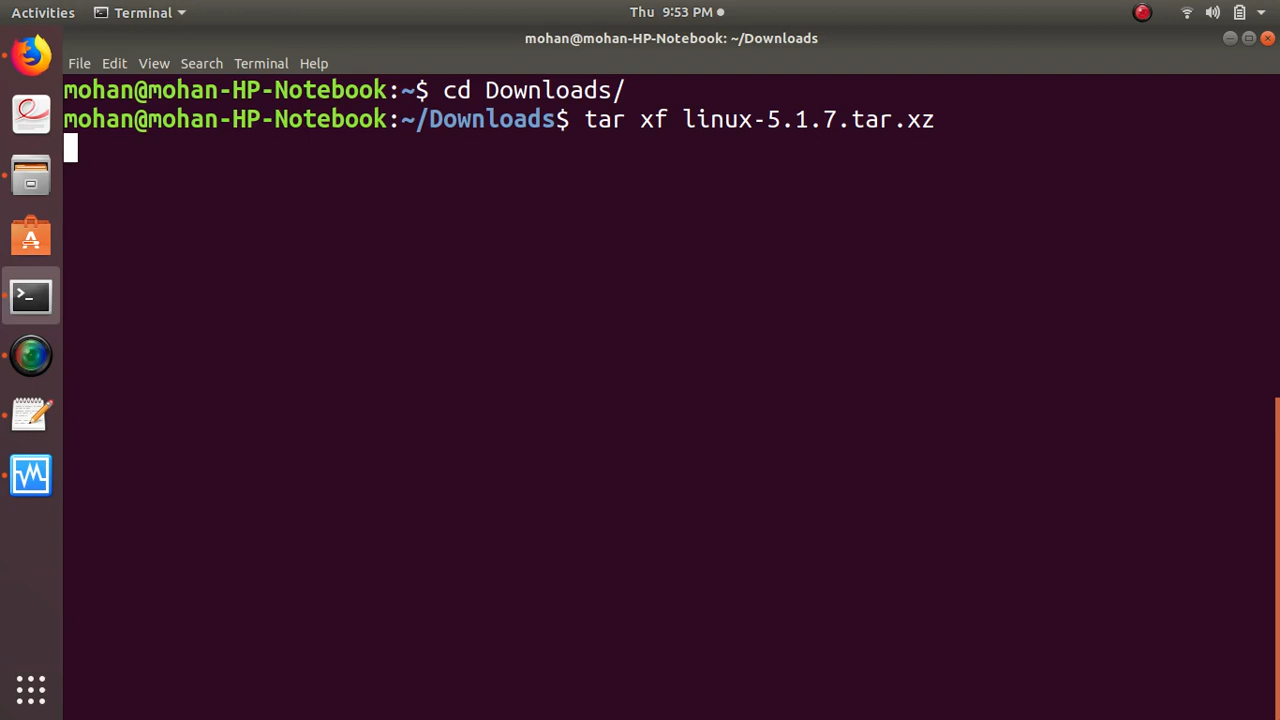 Activities Terminal Thu 9:53 PM
mohan@mohan-HP-Notebook: ~/Downloads
File Edit View Search Terminal Help
mohan@mohan-HP-Notebook:~$ cd Downloads/
mohan@mohan-HP-Notebook:~/Downloads$ tar xf linux-5.1.7.tar.xz